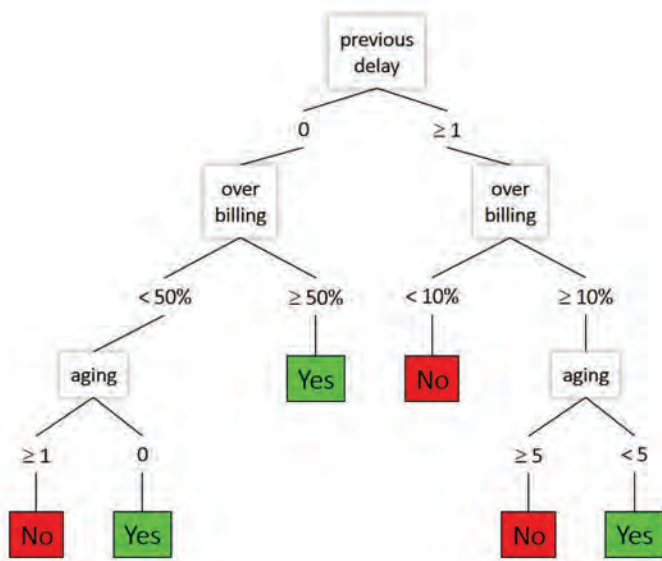 previous
delay
0
≥ 1
over
billing
over
billing
< 50%
≥ 50%
< 10%
≥ 10%
aging
Yes
No
aging
≥ 1
0
≥ 5
< 5
No
Yes
No
Yes